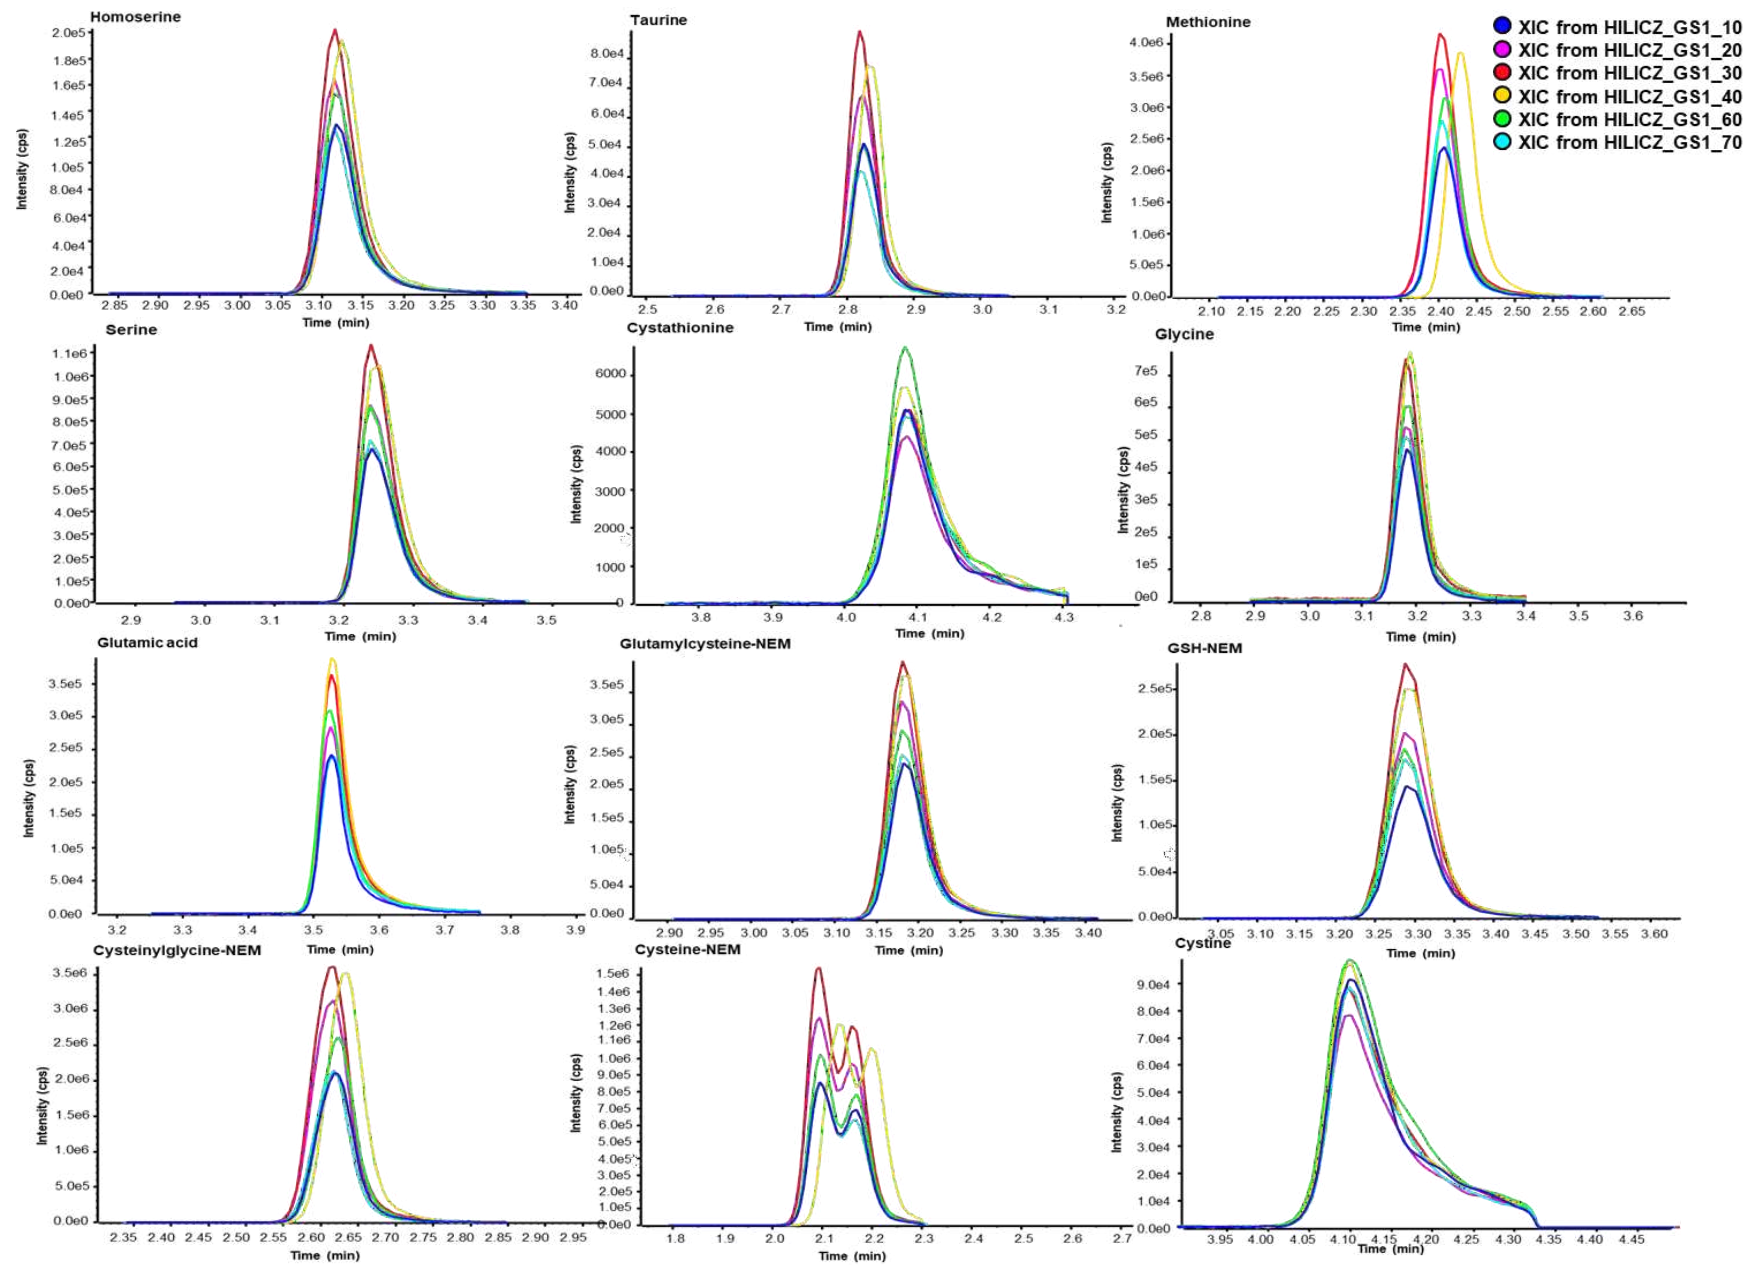 Homoserine
Intensity (cps)
2.0e5
1.8e5
1.6e5
1.4e5
1.2e5
1.0e5
8.0e4
6.0e4
4.0e4
2.0e4
0.0e0
2.85 2.90 2.95 3.00 3.05 3.10 3.15 3.20 3.25 3.30 3.35 3.40
Time (min)
Taurine
Intensity (cps)
8.0e4
7.0e4
6.0e4
5.0e4
4.0e4
3.0e4
2.0e4
1.0e4
0.0e0
2.5 2.6 2.7 2.8 2.9 3.0 3.1 3.2
Time (min)
Methionine
Intensity (cps)
4.0e6
3.5e6
3.0e6
2.5e6
2.0e6
1.5e6
1.0e6
5.0e5
0.0e0
2.10 2.15 2.20 2.25 2.30 2.35 2.40 2.45 2.50 2.55 2.60 2.65
Time (min)
XIC from HILICZ_GS1_10
XIC from HILICZ_GS1_20
XIC from HILICZ_GS1_30
XIC from HILICZ_GS1_40
XIC from HILICZ_GS1_60
XIC from HILICZ_GS1_70
Serine
1.1e6
1.0e6
9.0e5
8.0e5
7.0e5
6.0e5
5.0e5
4.0e5
3.0e5
2.0e5
1.0e5
0.0e0
2.9 3.0 3.1 3.2 3.3 3.4 3.5
Time (min)
Cystathionine
Intensity (cps)
6000
5000
4000
3000
2000
1000
0
3.8 3.9 4.0 4.1 4.2 4.3
Time (min)
Glycine
Intensity (cps)
7e5
6e5
5e5
4e5
3e5
2e5
1e5
0e0
2.8 2.9 3.0 3.1 3.2 3.3 3.4 3.5 3.6
Time (min)
Glutamic acid
Intensity (cps)
3.5e5
3.0e5
2.5e5
2.0e5
1.5e5
1.0e5
5.0e4
0.0e0
3.2 3.3 3.4 3.5 3.6 3.7 3.8 3.9
Time (min)
Glutamylcysteine-NEM
Intensity (cps)
3.5e5
3.0e5
2.5e5
2.0e5
1.5e5
1.0e5
5.0e4
0.0e0
2.90 2.95 3.00 3.05 3.10 3.15 3.20 3.25 3.30 3.35 3.40
Time (min)
GSH-NEM
Intensity (cps)
2.5e5
2.0e5
1.5e5
1.0e5
5.0e4
0.0e0
3.05 3.10 3.15 3.20 3.25 3.30 3.35 3.40 3.45 3.50 3.55 3.60
Time (min)
Cysteinylglycine-NEM
Intensity (cps)
3.5e6
3.0e6
2.5e6
2.0e6
1.5e6
1.0e6
5.0e5
0.0e0
2.35 2.40 2.45 2.50 2.55 2.60 2.65 2.70 2.75 2.80 2.85 2.90 2.95
Time (min)
Cysteine-NEM
Intensity (cps)
1.5e6
1.4e6
1.3e6
1.2e6
1.1e6
1.0e6
9.0e5
8.0e5
7.0e5
6.0e5
5.0e5
4.0e5
3.0e5
2.0e5
1.0e5
0.0e0
1.8 1.9 2.0 2.1 2.2 2.3 2.4 2.5 2.6 2.7
Time (min)
Cystine
Intensity (cps)
9.0e4
8.0e4
7.0e4
6.0e4
5.0e4
4.0e4
3.0e4
2.0e4
1.0e4
0.0e0
3.95 4.00 4.05 4.10 4.15 4.20 4.25 4.30 4.35 4.40 4.45
Time (min)